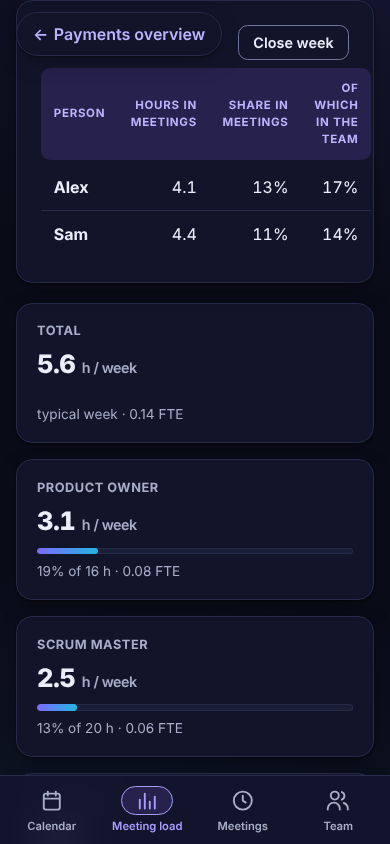 ← Payments overview
Close week
PERSON HOURS IN MEETINGS SHARE IN MEETINGS OF WHICH IN THE TEAM
Alex 4.1 13% 17%
Sam 4.4 11% 14%
TOTAL
5.6 h / week
typical week · 0.14 FTE
PRODUCT OWNER
3.1 h / week
19% of 16 h · 0.08 FTE
SCRUM MASTER
2.5 h / week
13% of 20 h · 0.06 FTE
Calendar Meeting load Meetings Team